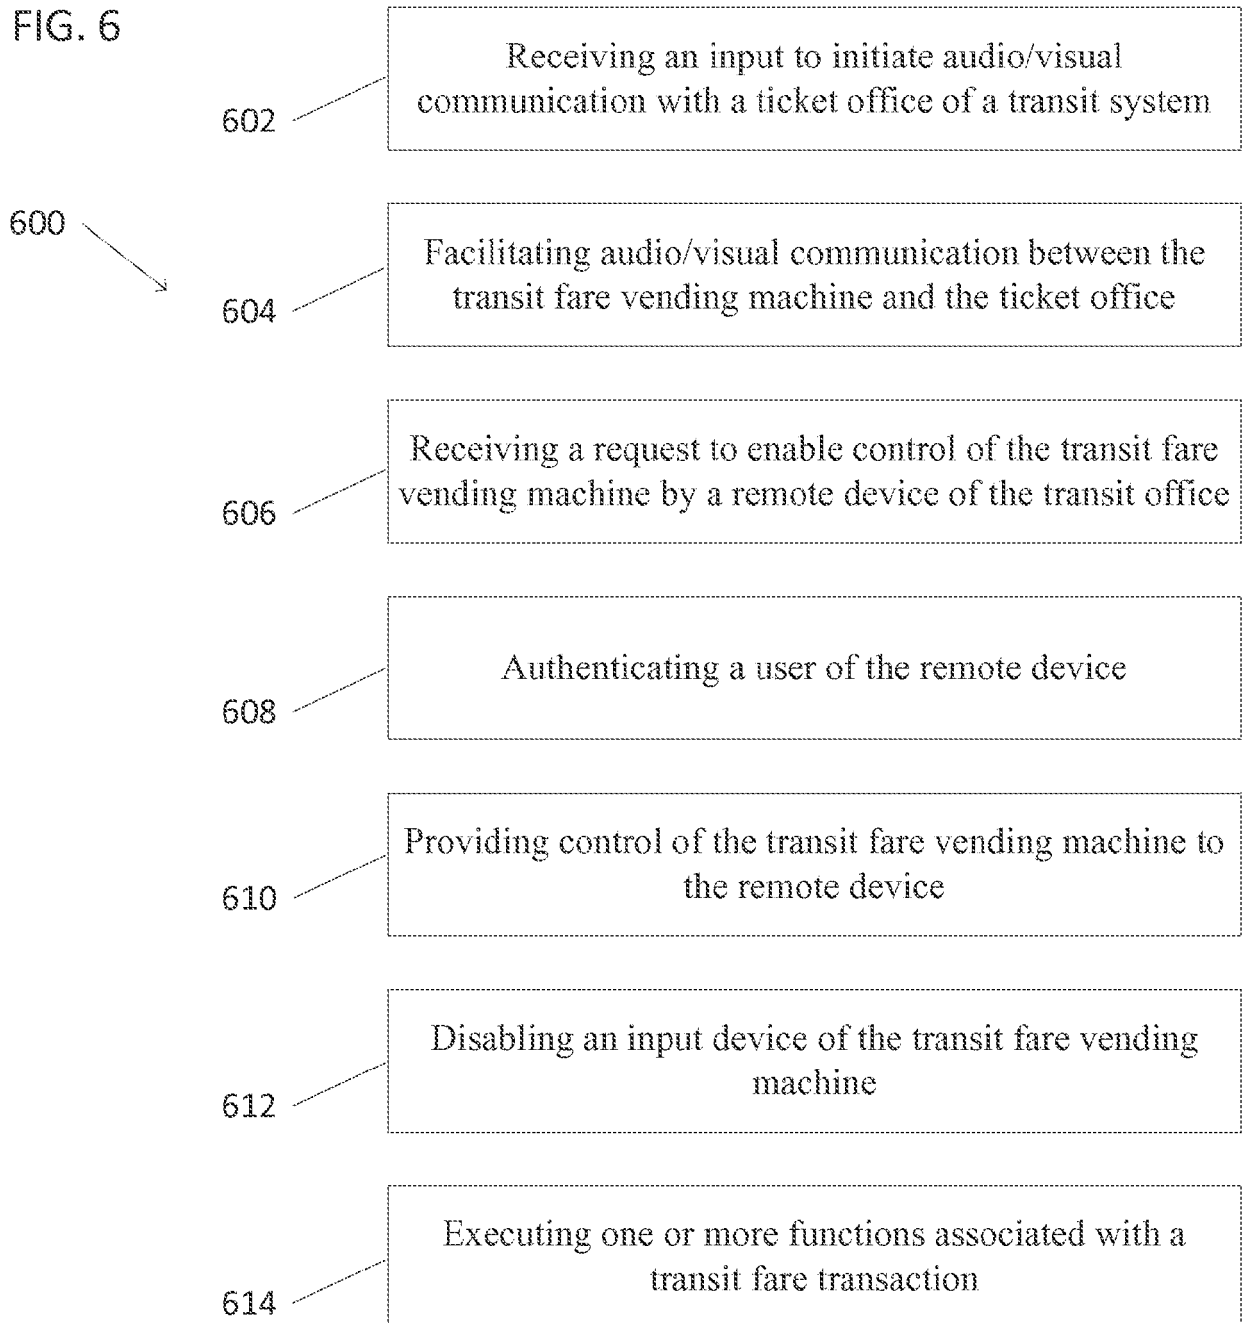 FIG. 6
Receiving an input to initiate audio/visual
communication with a ticket office of a transit system
602
600
Facilitating audio/visual communication between the
transit fare vending machine and the ticket office
604
Receiving a request to enable control of the transit fare
vending machine by a remote device of the transit office
606
Authenticating a user of the remote device
608
Providing control of the transit fare vending machine to
the remote device
610
Disabling an input device of the transit fare vending
machine
612
Executing one or more functions associated with a
transit fare transaction
614